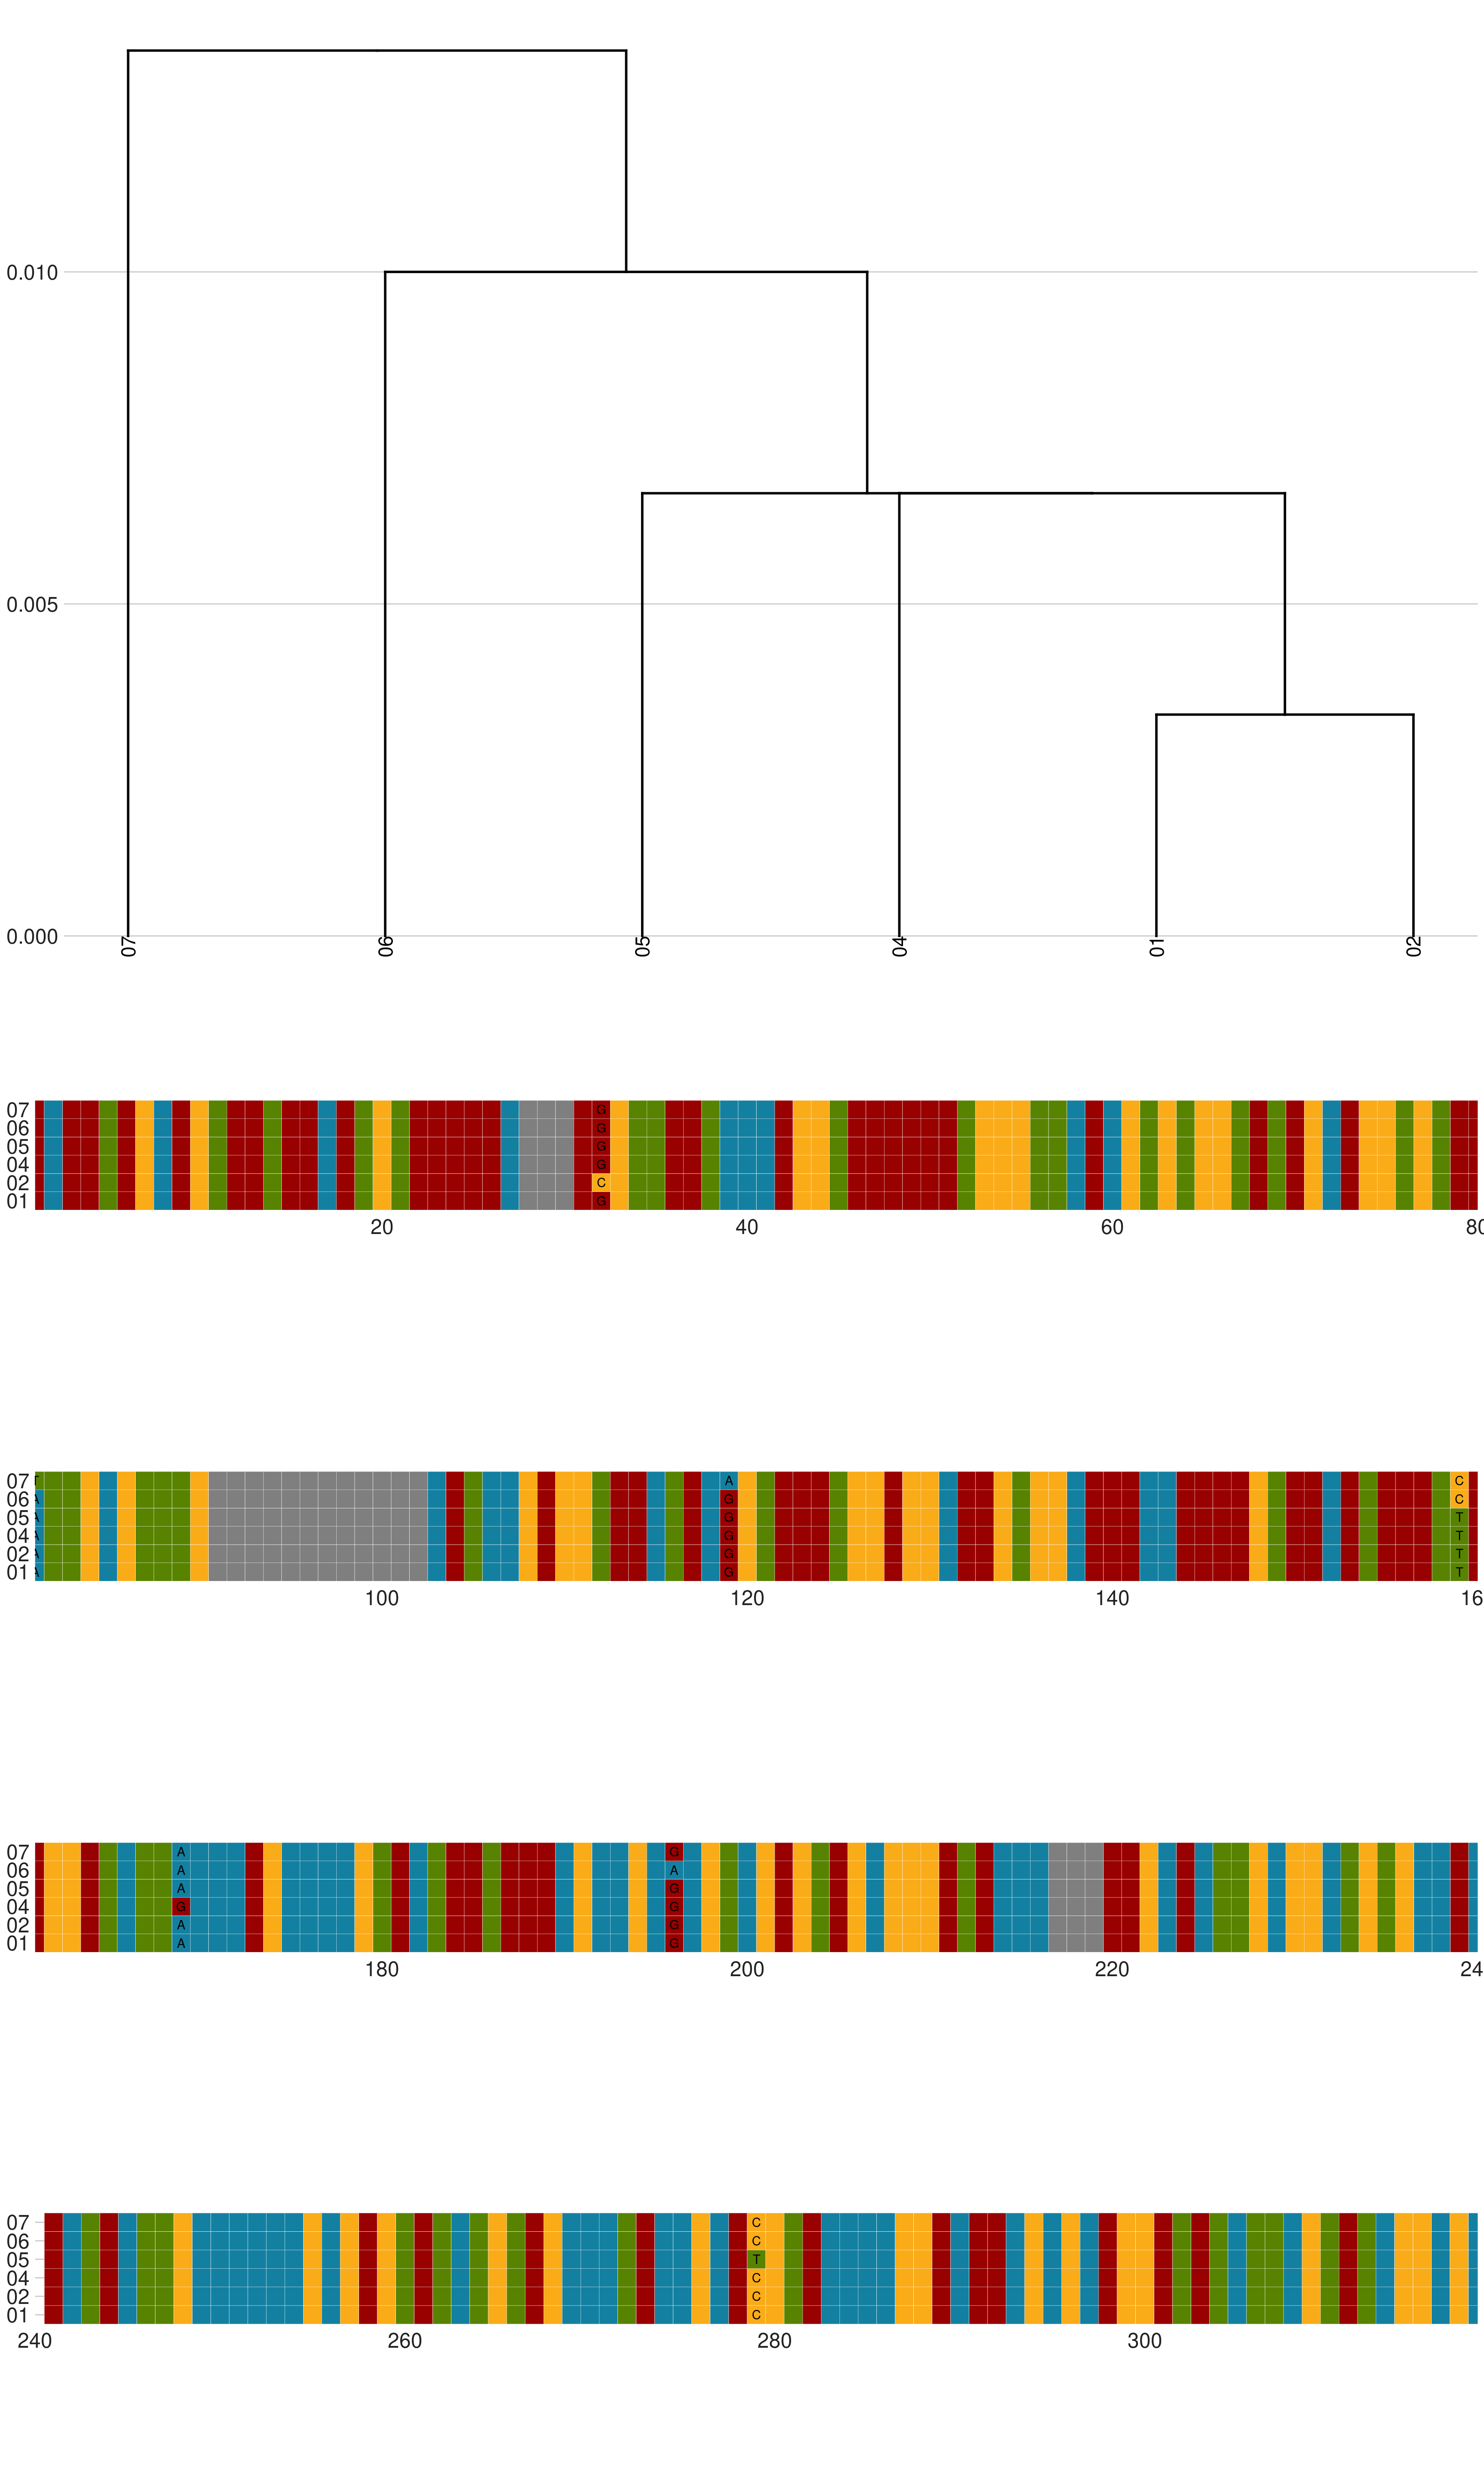 0.010
0.005
0.000
07 06 05 04 01 02
07 G
06 G
05 G
04 G
02 C
01 G
20 40 60 80
07 T A C
06 A G C
05 A G T
04 A G T
02 A G T
01 A G T
100 120 140 16
07 A G
06 A A
05 A G
04 G G
02 A G
01 A G
180 200 220 24
07 C
06 C
05 T
04 C
02 C
01 C
240 260 280 300